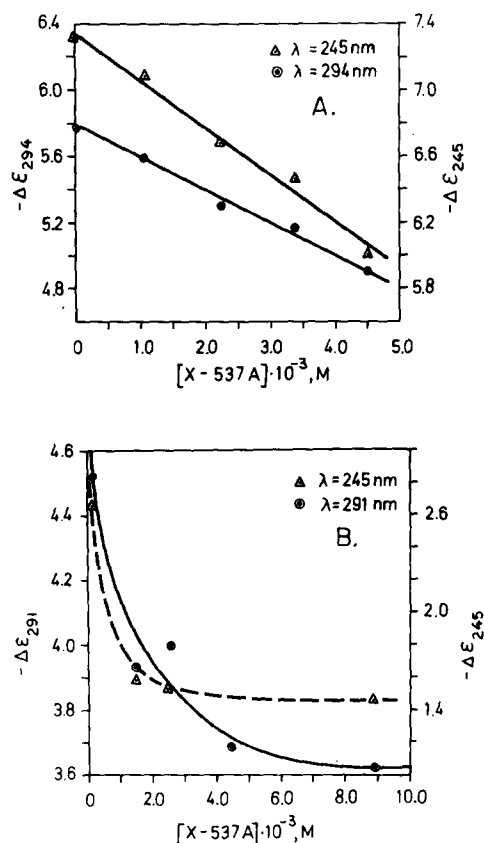 6.4
6.0
5.6
5.2
4.8
-Δε294
7.4
7.0
6.6
6.2
5.8
-Δε245
△ λ = 245 nm
● λ = 294 nm
A.
0 1.0 2.0 3.0 4.0 5.0
[X-537A]·10⁻³, M
4.6
4.4
4.2
4.0
3.8
3.6
-Δε291
2.6
2.0
1.4
-Δε245
△ λ = 245 nm
● λ = 291 nm
B.
0 2.0 4.0 6.0 8.0 10.0
[X-537A]·10⁻³, M